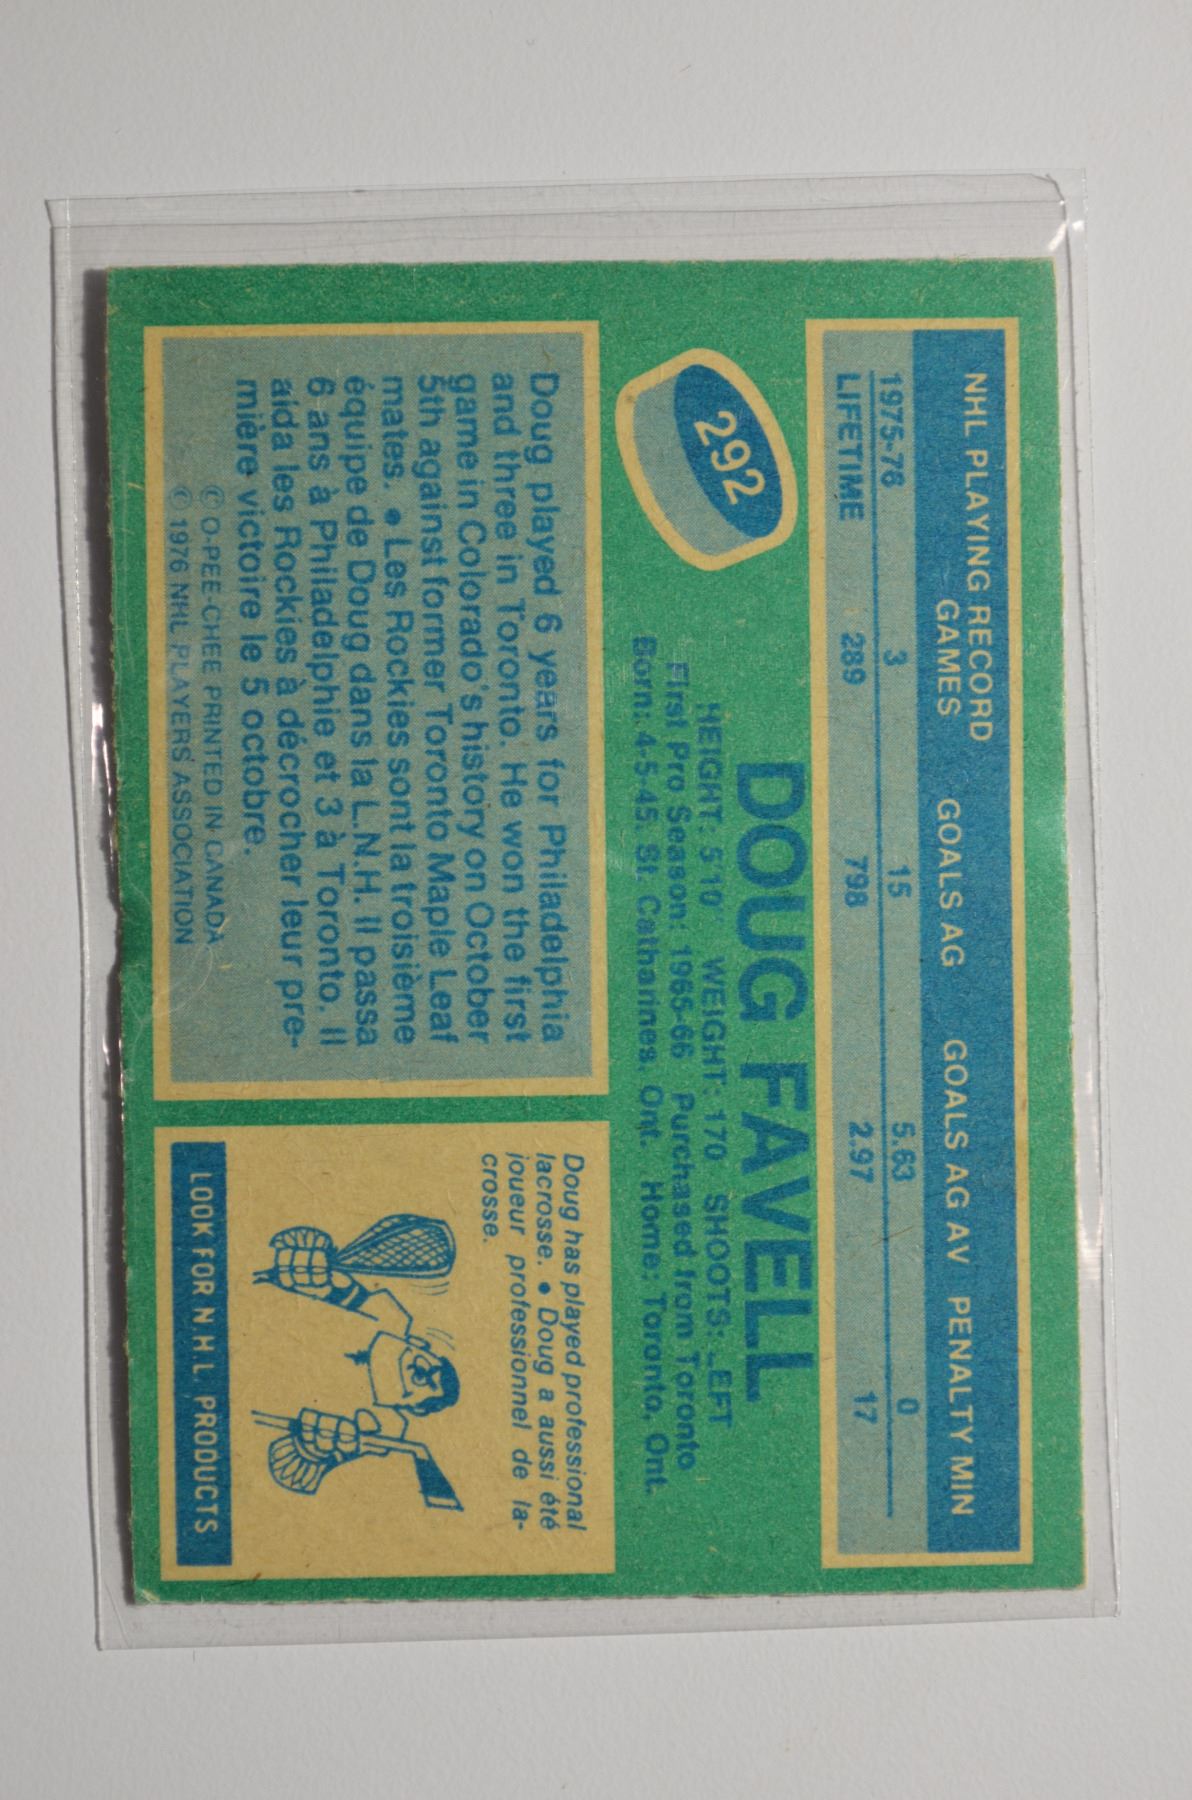 NHL PLAYING RECORD
GAMES GOALS AG GOALS AG AV PENALTY MIN
1975-76 3 15 5.63 0
LIFETIME 289 798 2.97 17
292
DOUG FAVELL
HEIGHT: 5'10" WEIGHT: 170 SHOOTS: LEFT
First Pro Season: 1965-66 Purchased from Toronto
Born: 4-5-45. St. Catharines, Ont. Home: Toronto, Ont.
Doug played 6 years for Philadelphia
and three in Toronto. He won the first
game in Colorado's history on October
5th against former Toronto Maple Leaf
mates. ● Les Rockies sont la troisième
équipe de Doug dans la L.N.H. Il passa
6 ans à Philadelphie et 3 à Toronto. Il
aida les Rockies à décrocher leur pre-
mière victoire le 5 octobre.
© O-PEE-CHEE PRINTED IN CANADA
© 1976 NHL PLAYERS' ASSOCIATION
Doug has played professional
lacrosse. ● Doug a aussi été
joueur professionnel de la-
crosse.
LOOK FOR N.H.L. PRODUCTS